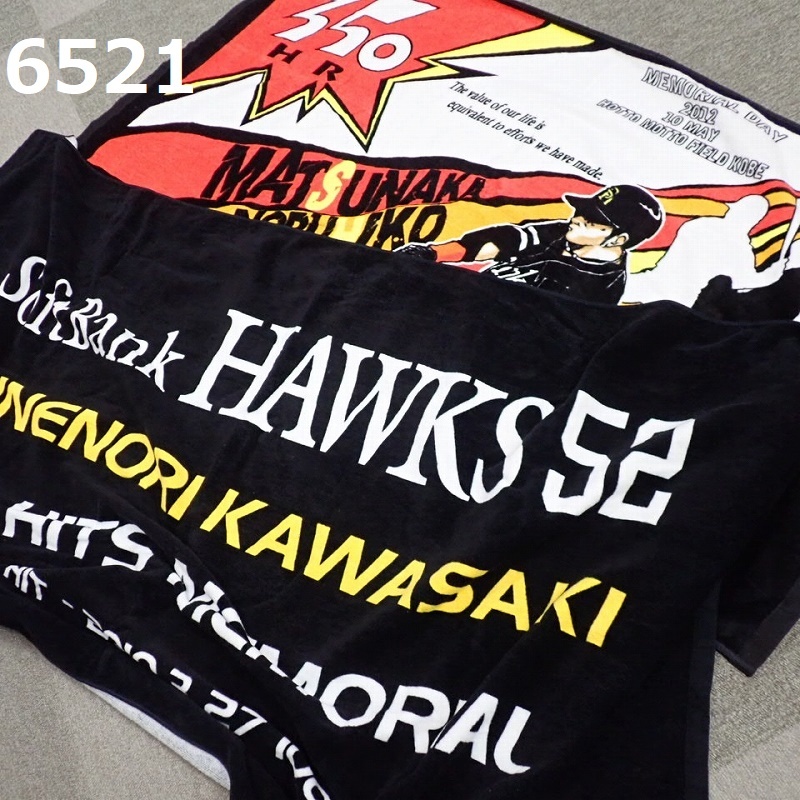 6521
350
HR
The value of our life is
equivalent to efforts we have made.
MEMORIAL DAY
2012
10 MAY
HOTTO MOTTO FIELD KOBE
MATSUNAKA
SoftBank HAWKS 52
NENORI KAWASAKI
HITS MEMORIAL